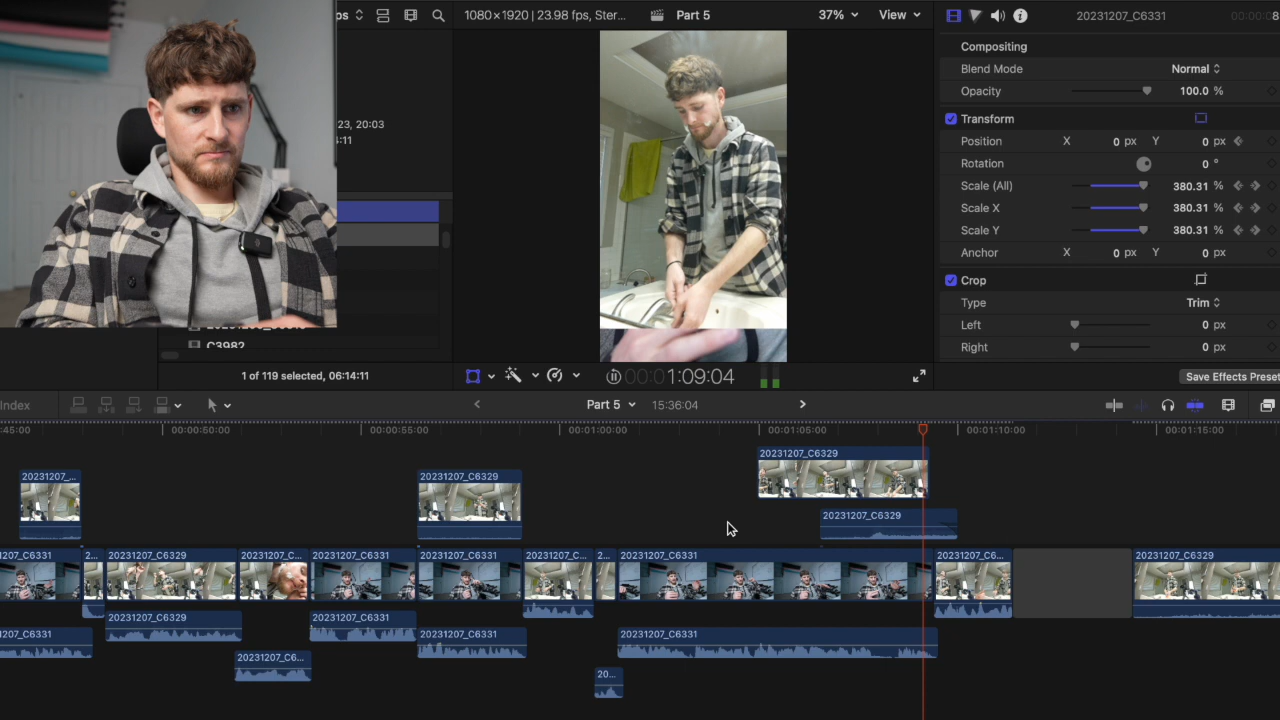 ps
1080×1920 | 23.98 fps, Ster...
Part 5
37%
View
20231207_C6331
00:00:0
8
23, 20:03
:11
C3982
1 of 119 selected, 06:14:11
1:09:04
Compositing
Blend Mode
Normal
Opacity
100.0 %
Transform
Position
X
0 px
Y
0 px
Rotation
0 °
Scale (All)
380.31 %
Scale X
380.31 %
Scale Y
380.31 %
Anchor
X
0 px
Y
0 px
Crop
Type
Trim
Left
0 px
Right
0 px
Save Effects Preset
Index
Part 5
15:36:04
:45:00
00:00:50:00
00:00:55:00
00:01:00:00
00:01:05:00
00:01:10:00
00:01:15:00
20231207_C6329
20231207_...
20231207_C6329
20231207_C6329
207_C6331
2...
20231207_C6329
20231207_C...
20231207_C6331
20231207_C6331
20231207_C...
2...
20231207_C6331
20231207_C6...
20231207_C6329
20231207_C6329
20231207_C6331
207_C6331
20231207_C6331
20231207_C6331
20231207_C6...
20...